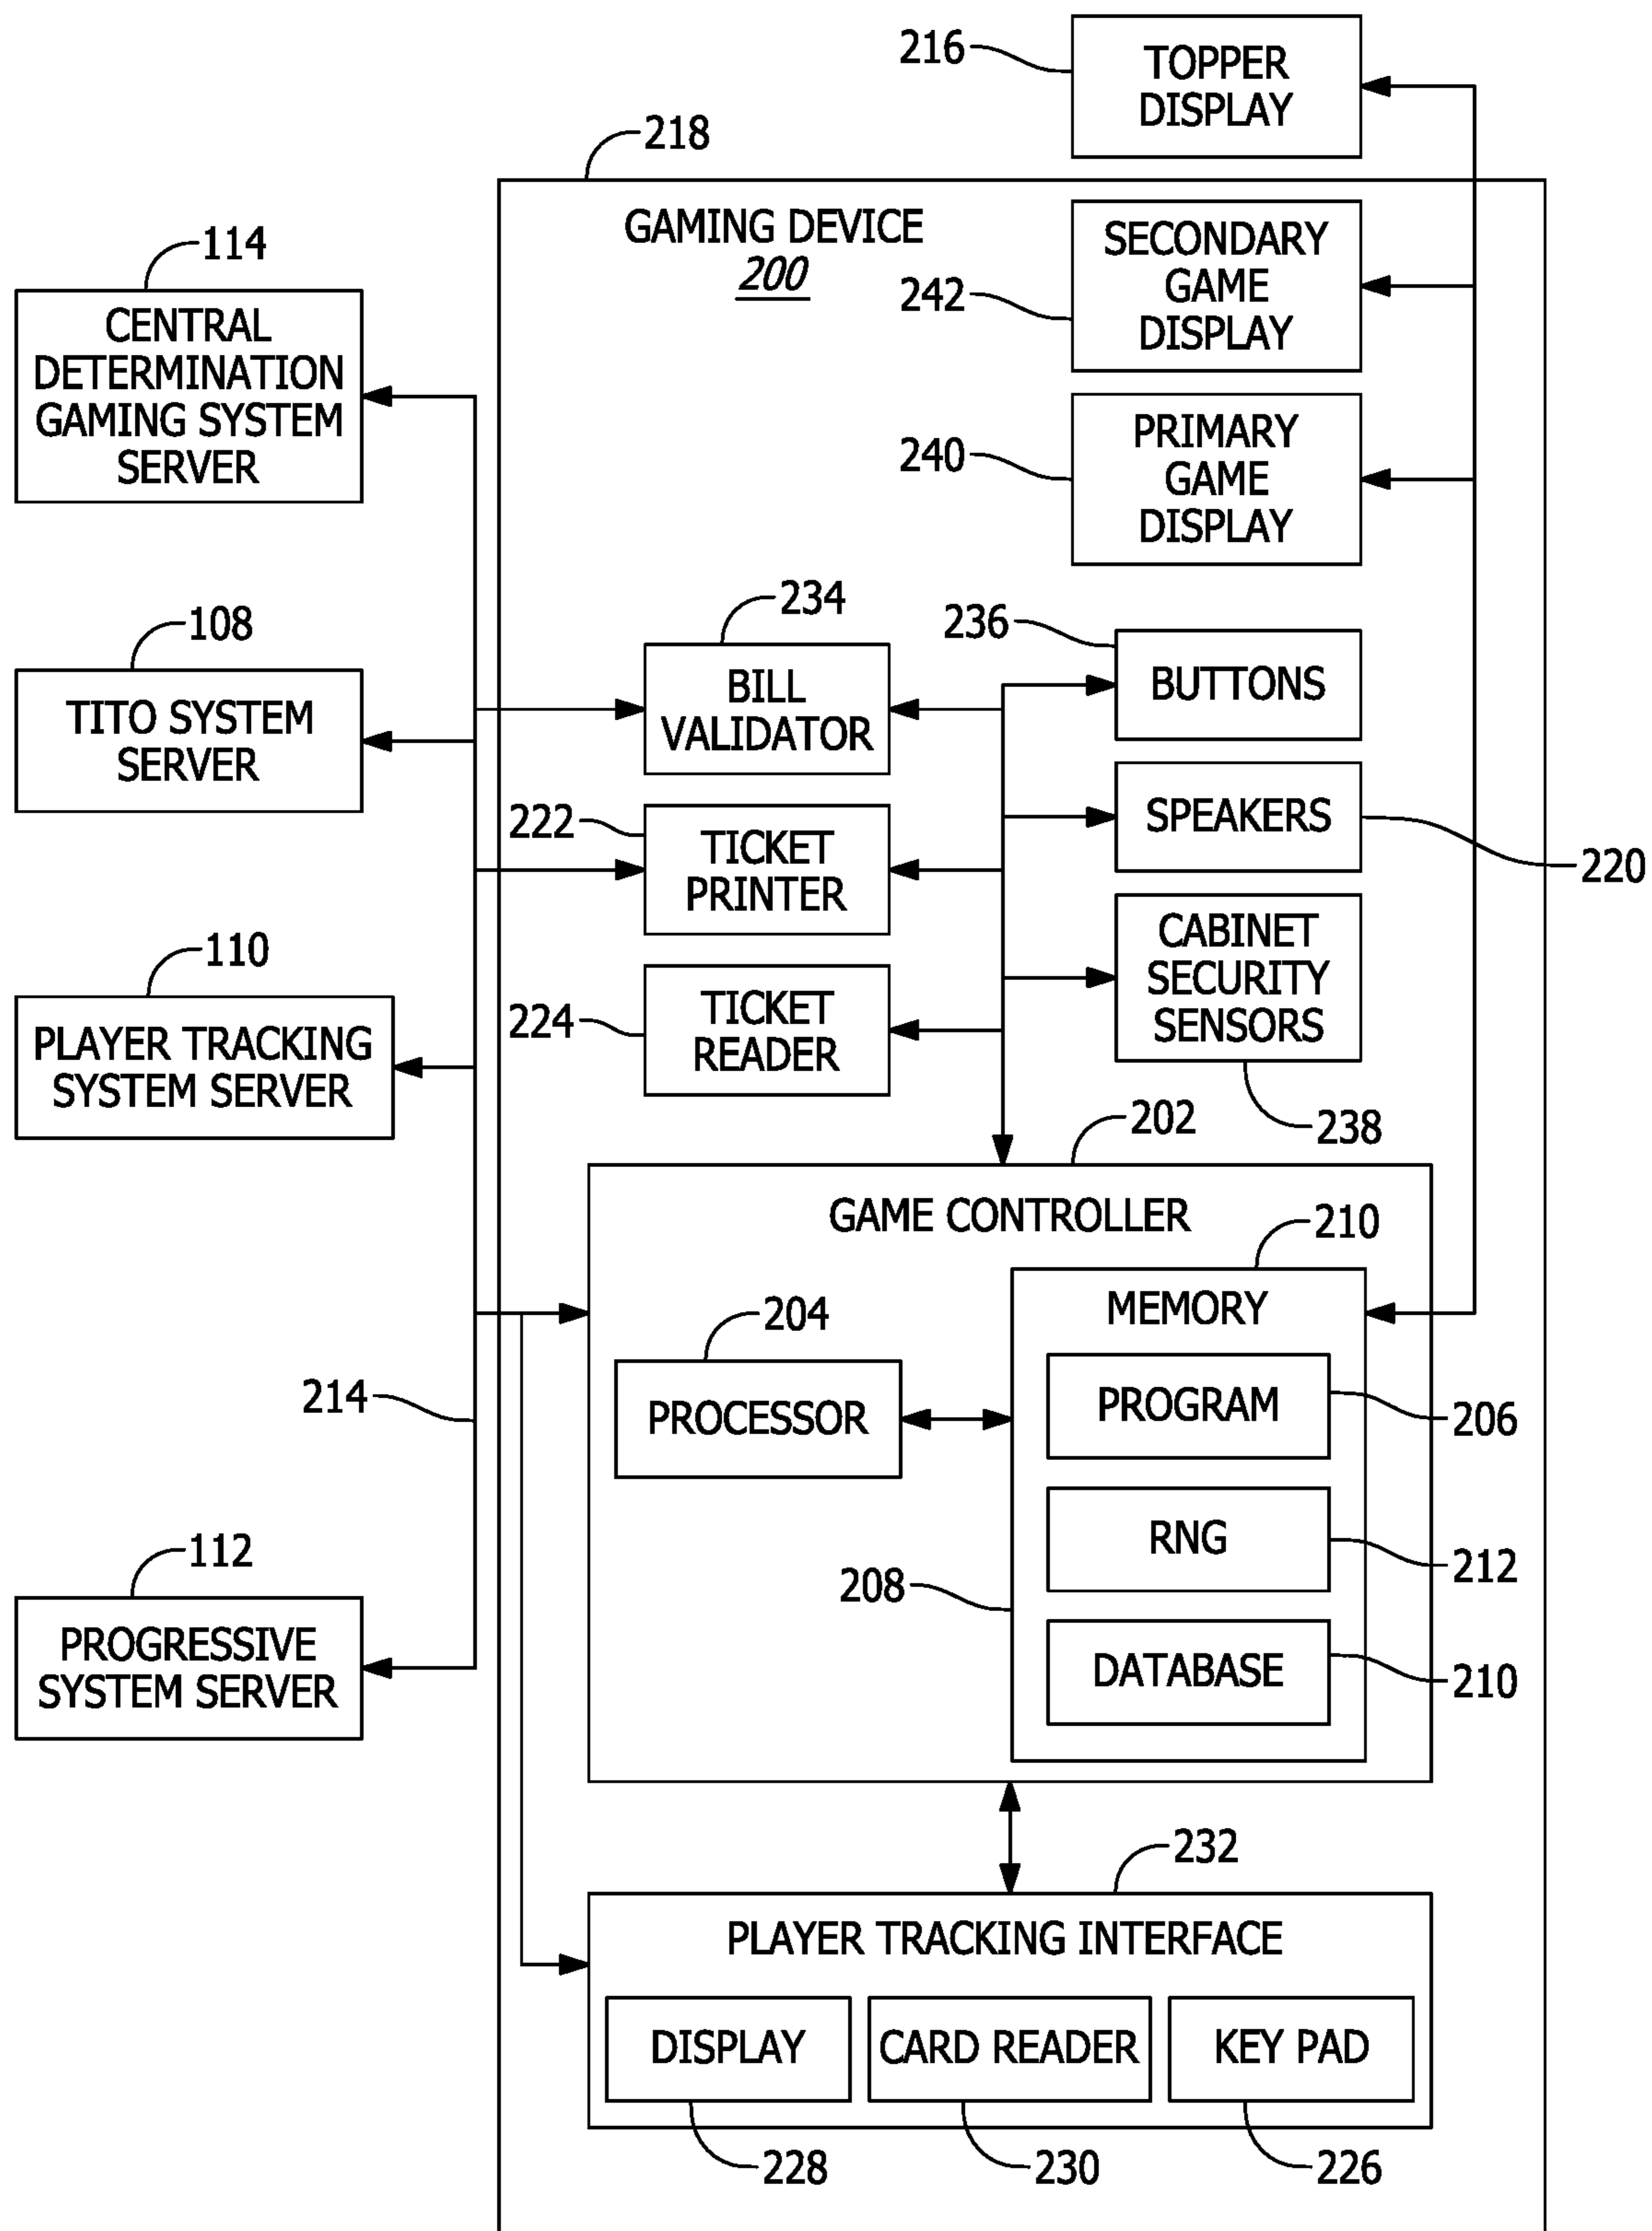 216
TOPPER
DISPLAY
218
GAMING DEVICE
200
114
CENTRAL
DETERMINATION
GAMING SYSTEM
SERVER
242
SECONDARY
GAME
DISPLAY
240
PRIMARY
GAME
DISPLAY
108
TITO SYSTEM
SERVER
234
BILL
VALIDATOR
236
BUTTONS
222
TICKET
PRINTER
SPEAKERS
220
110
PLAYER TRACKING
SYSTEM SERVER
224
TICKET
READER
CABINET
SECURITY
SENSORS
238
202
GAME CONTROLLER
210
MEMORY
204
PROCESSOR
PROGRAM
206
214
RNG
212
208
DATABASE
210
112
PROGRESSIVE
SYSTEM SERVER
232
PLAYER TRACKING INTERFACE
DISPLAY
CARD READER
KEY PAD
228
230
226